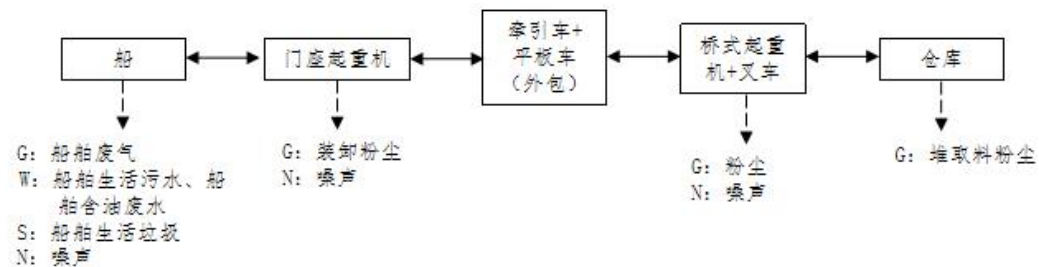 船
门座起重机
牵引车+
平板车
（外包）
桥式起重
机+叉车
仓库
G：船舶废气
W：船舶生活污水、船
舶含油废水
S：船舶生活垃圾
N：噪声
G：装卸粉尘
N：噪声
G：粉尘
N：噪声
G：堆取料粉尘